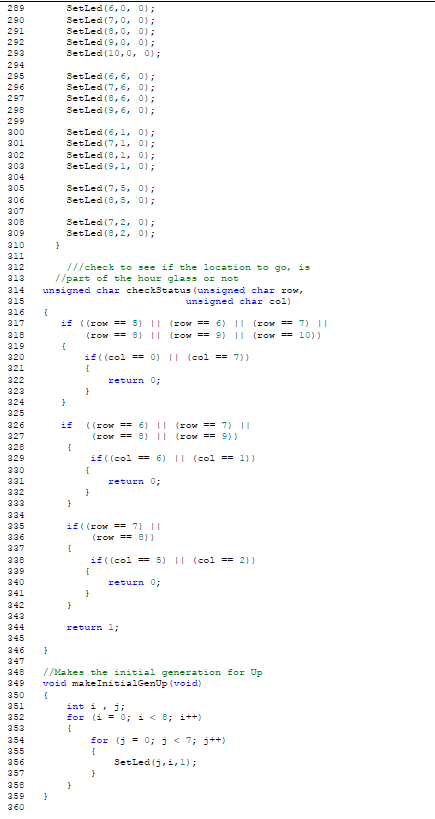 289 SetLed(6,0, 0);
290 SetLed(7,0, 0);
291 SetLed(8,0, 0);
292 SetLed(9,0, 0);
293 SetLed(10,0, 0);
294
295 SetLed(6,6, 0);
296 SetLed(7,6, 0);
297 SetLed(8,6, 0);
298 SetLed(9,6, 0);
299
300 SetLed(6,1, 0);
301 SetLed(7,1, 0);
302 SetLed(8,1, 0);
303 SetLed(9,1, 0);
304
305 SetLed(7,5, 0);
306 SetLed(8,5, 0);
307
308 SetLed(7,2, 0);
309 SetLed(8,2, 0);
310 }
311
312 ///check to see if the location to go, is
313 //part of the hour glass or not
314 unsigned char checkStatus(unsigned char row,
315 unsigned char col)
316 {
317 if ((row == 5) || (row == 6) || (row == 7) ||
318 (row == 8) || (row == 9) || (row == 10))
319 {
320 if((col == 0) || (col == 7))
321 {
322 return 0;
323 }
324 }
325
326 if ((row == 6) || (row == 7) ||
327 (row == 8) || (row == 9))
328 {
329 if((col == 6) || (col == 1))
330 {
331 return 0;
332 }
333 }
334
335 if((row == 7) ||
336 (row == 8))
337 {
338 if((col == 5) || (col == 2))
339 {
340 return 0;
341 }
342 }
343
344 return 1;
345
346 }
347
348 //Makes the initial generation for Up
349 void makeInitialGenUp(void)
350 {
351 int i , j;
352 for (i = 0; i < 8; i++)
353 {
354 for (j = 0; j < 7; j++)
355 {
356 SetLed(j,i,1);
357 }
358 }
359 }
360